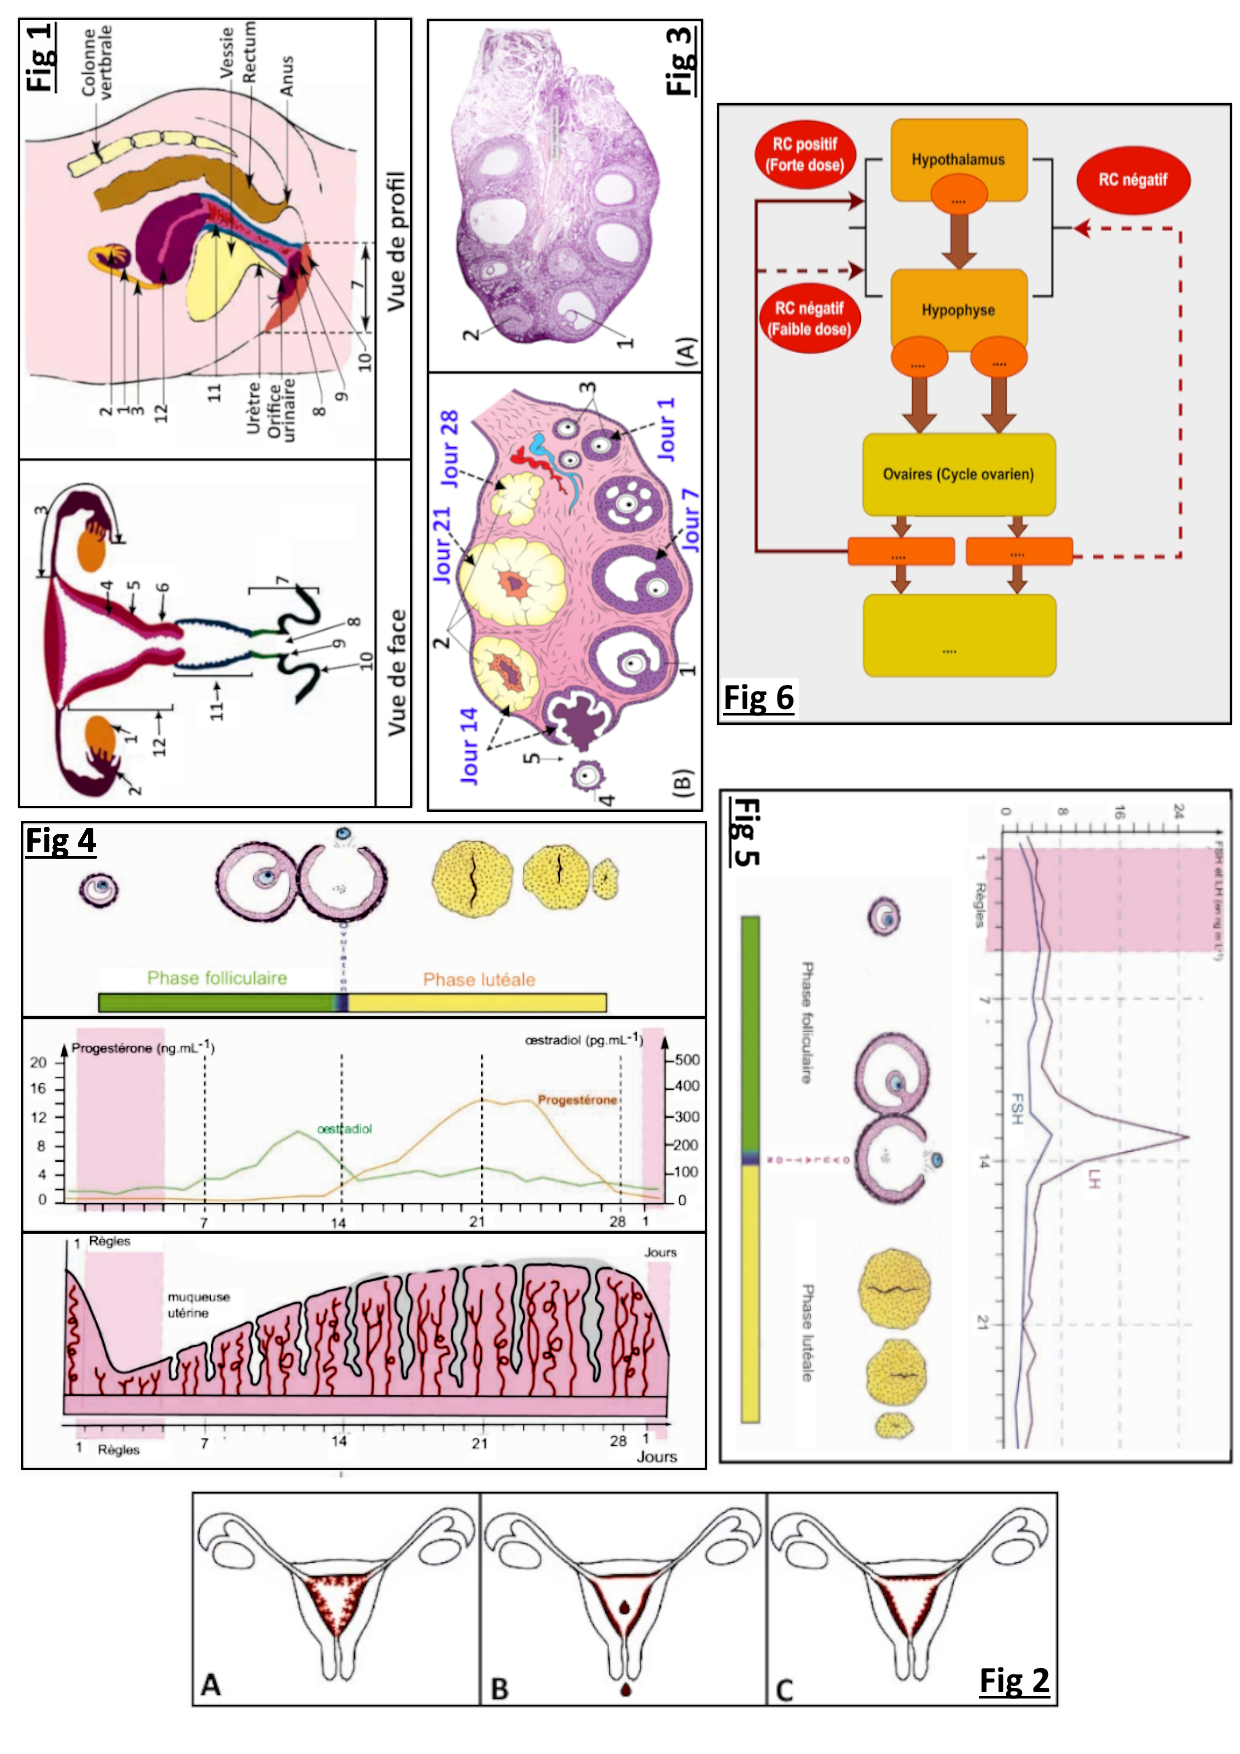 Fig 1
Colonne
vertbrale
Vessie
Rectum
Anus
7
2
1
3
12
11
Urètre
Orifice
urinaire
8
9
10
Vue de profil
3
4
5
6
7
8
9
10
11
12
1
2
Vue de face
Fig 3
2
1
(A)
Jour 28
Jour 21
Jour 14
Jour 1
Jour 7
3
2
1
5
4
(B)
RC positif
(Forte dose)
Hypothalamus
....
RC négatif
RC négatif
(Faible dose)
Hypophyse
....
....
Ovaires (Cycle ovarien)
....
....
....
Fig 6
Fig 4
Ovulation
Phase folliculaire
Phase lutéale
Progestérone (ng.mL-1)
œstradiol (pg.mL-1)
20
16
12
8
4
0
500
400
300
200
100
0
Progestérone
œstradiol
7
14
21
28
1
1
Règles
Jours
muqueuse
utérine
1
Règles
7
14
21
28
1
Jours
Fig 5
0
8
16
24
FSH et LH (en ng m L-1)
1
Règles
7
14
21
FSH
LH
Phase folliculaire
OVULATION
Phase lutéale
A
B
C
Fig 2